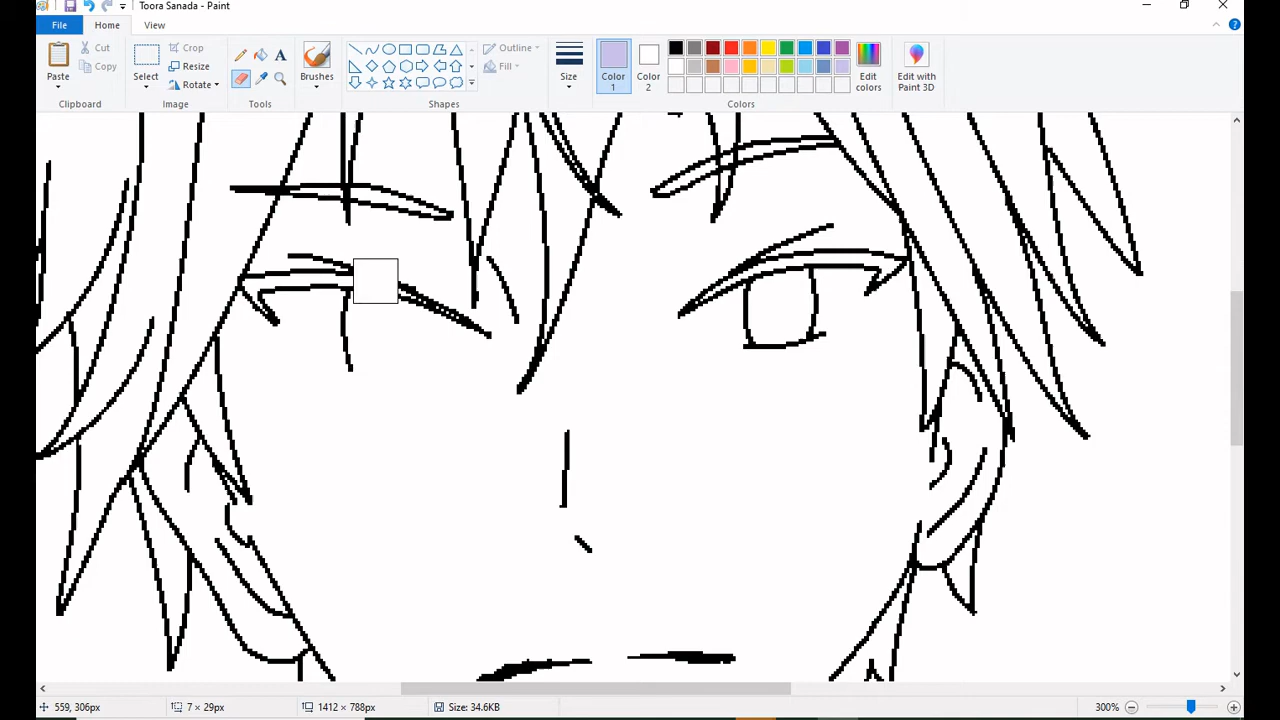 Toora Sanada - Paint
File
Home
View
Paste
Cut
Copy
Clipboard
Select
Crop
Resize
Rotate
Image
A
Tools
Brushes
Outline
Fill
Shapes
Size
Color
1
Color
2
Edit
colors
Colors
Edit with
Paint 3D
559, 306px
7 × 29px
1412 × 788px
Size: 34.6KB
300%